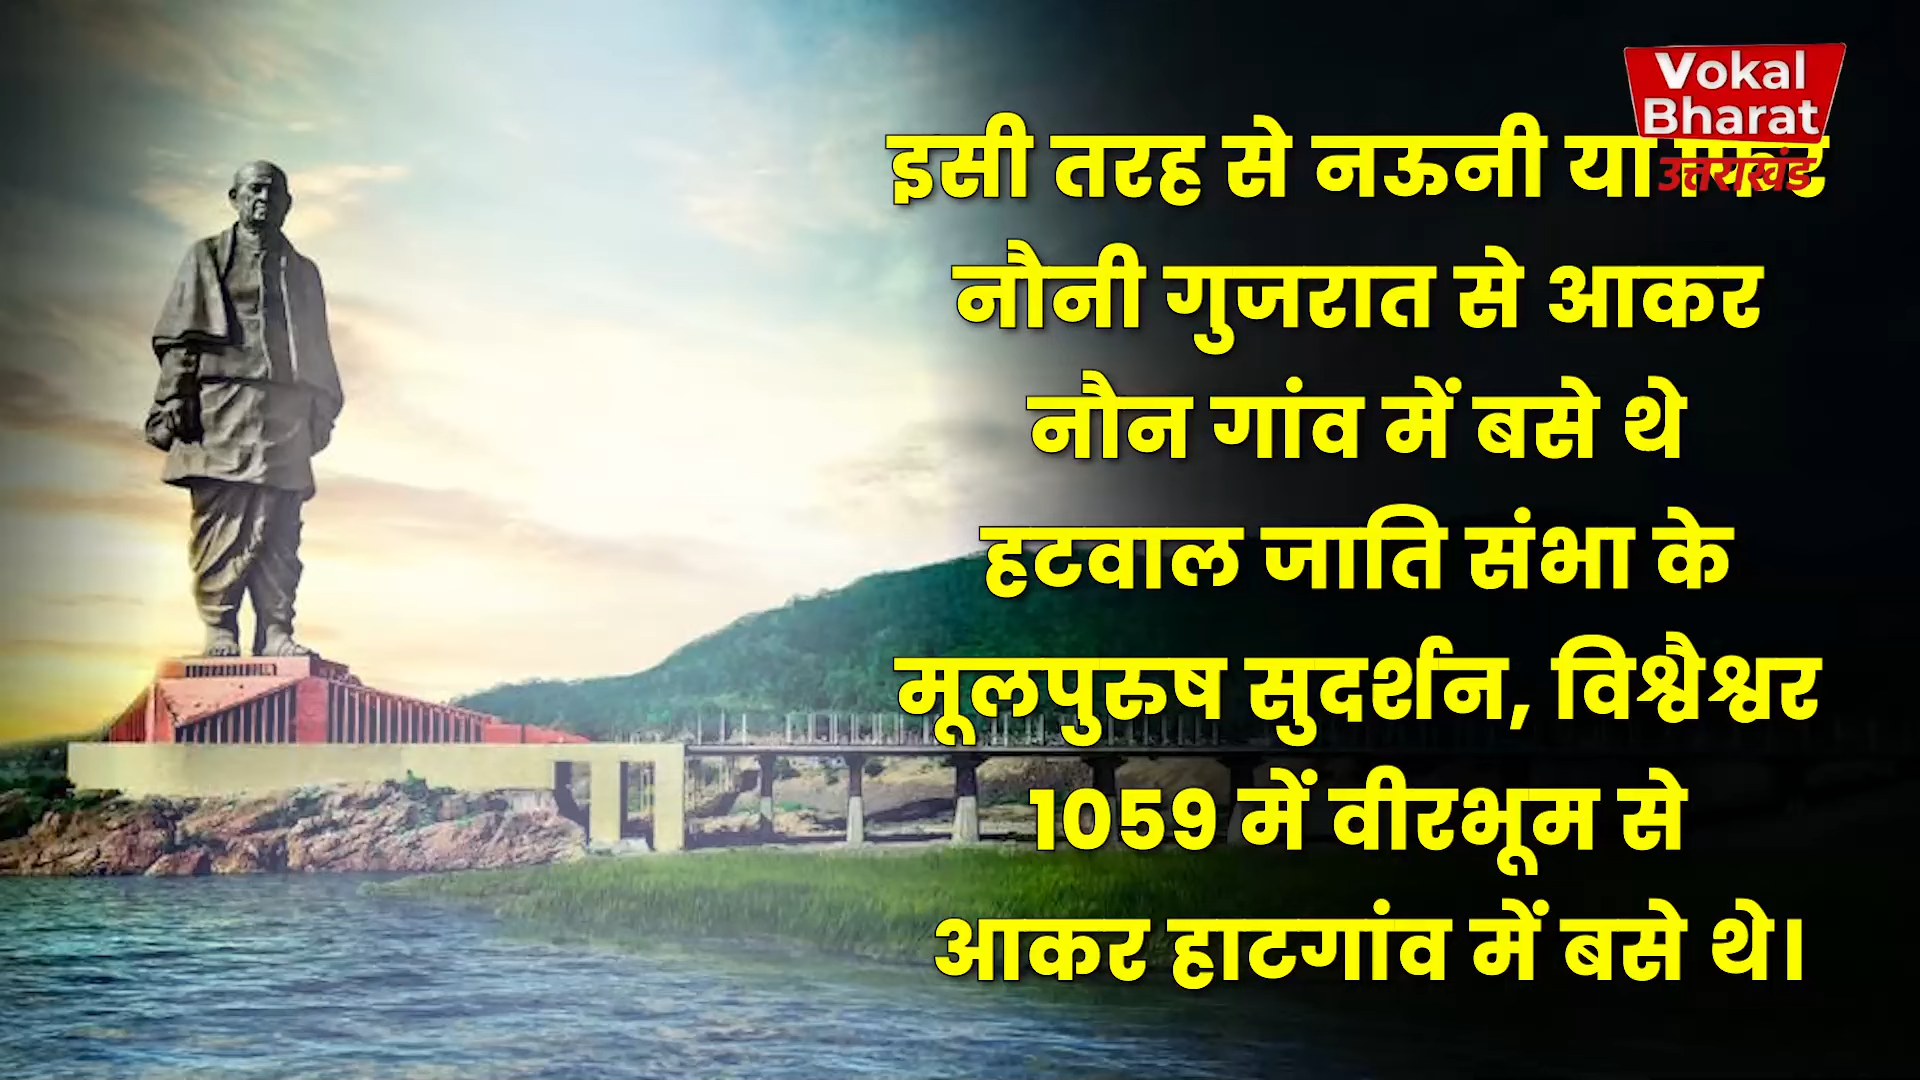 Vokal
Bharat
उत्तराखंड
इसी तरह से नऊनी या
नौनी गुजरात से आकर
नौन गांव में बसे थे
हटवाल जाति संभा के
मूलपुरुष सुदर्शन, विश्वैश्वर
1059 में वीरभूम से
आकर हाटगांव में बसे थे।